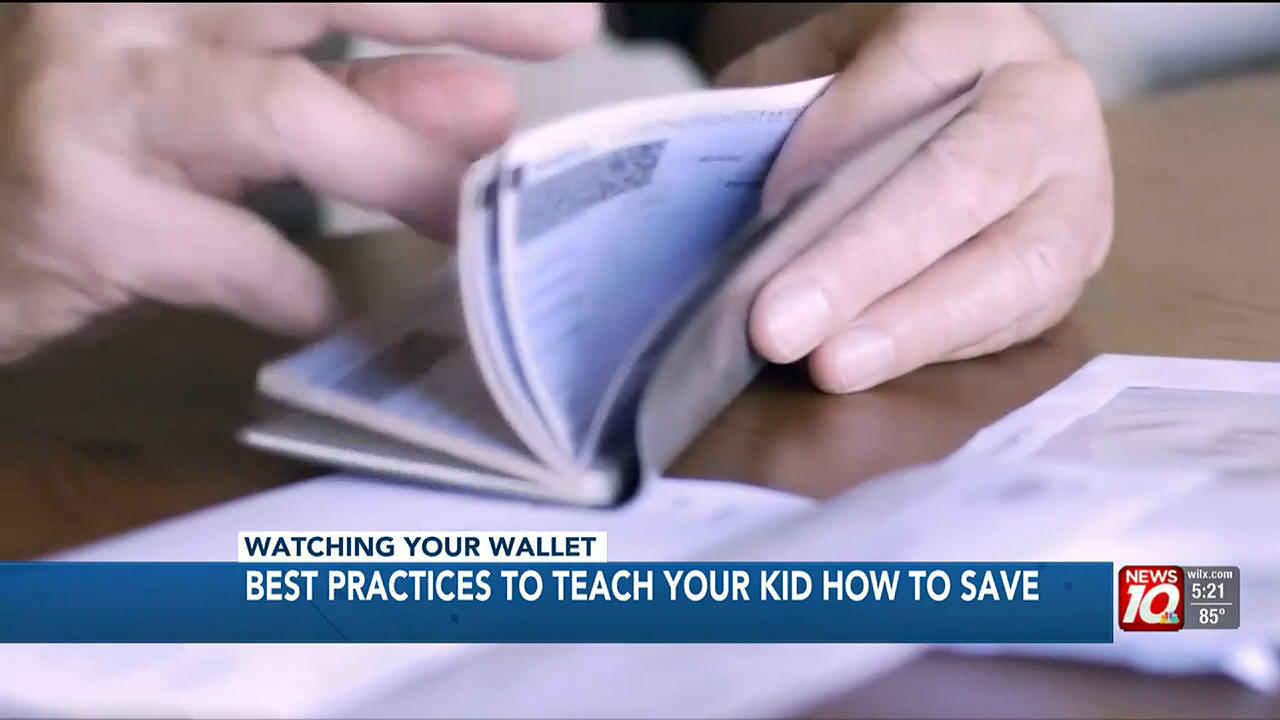 WATCHING YOUR WALLET
BEST PRACTICES TO TEACH YOUR KID HOW TO SAVE
NEWS
10
wilx.com
5:21
85°